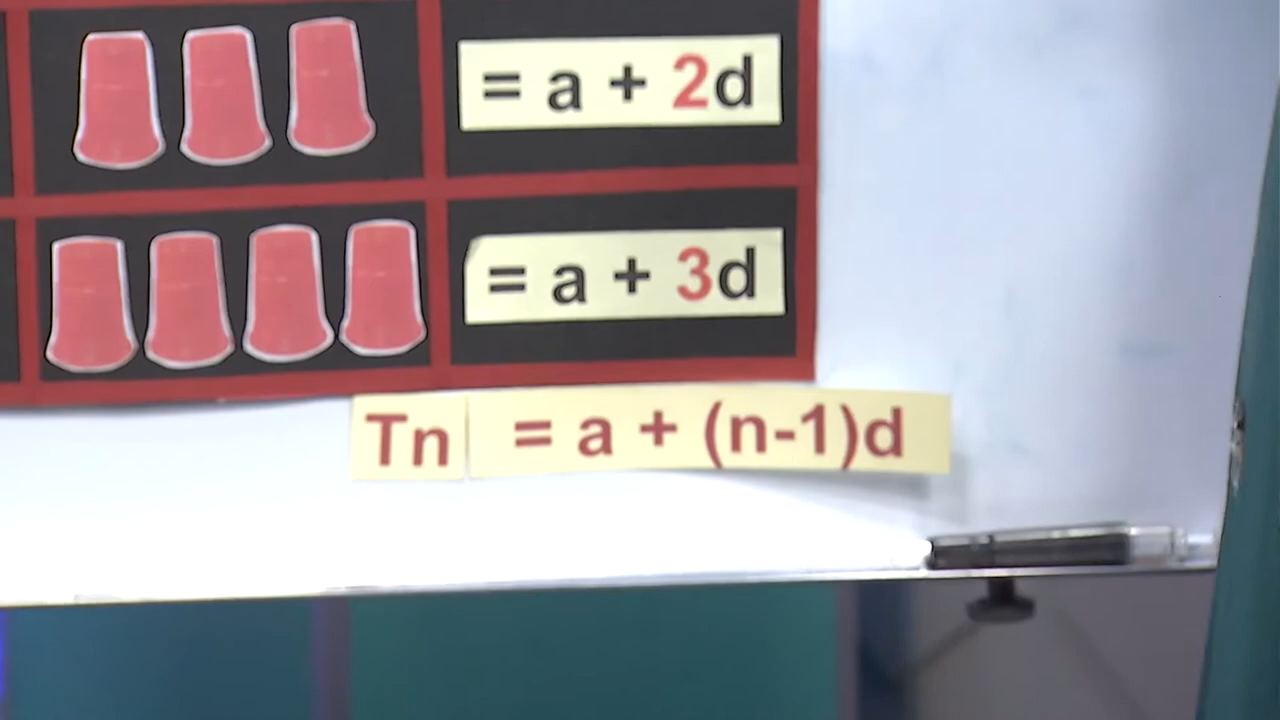 = a + 2d
= a + 3d
Tn = a + (n-1)d